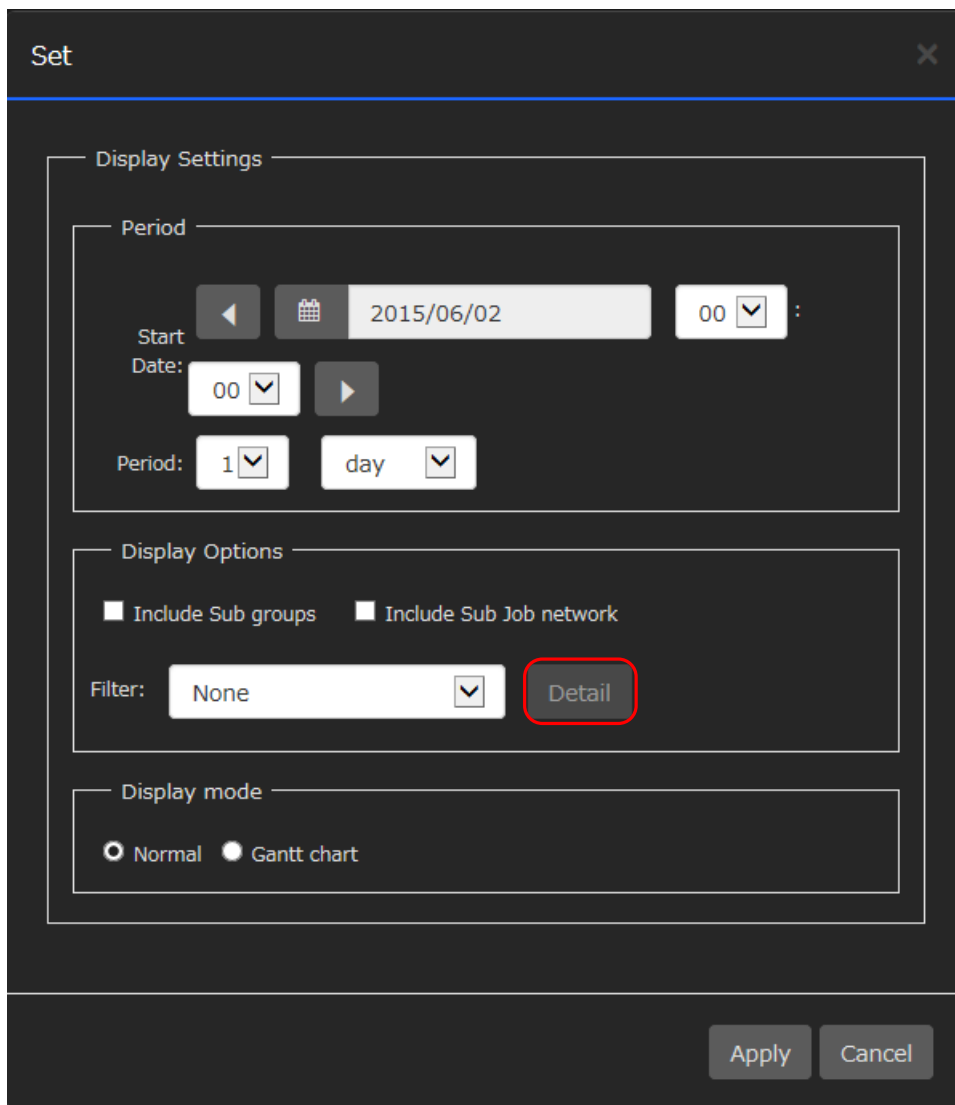 Set
Display Settings
Period
Start Date: 2015/06/02 00 :
00
Period: 1 day
Display Options
Include Sub groups Include Sub Job network
Filter: None Detail
Display mode
Normal Gantt chart
Apply Cancel